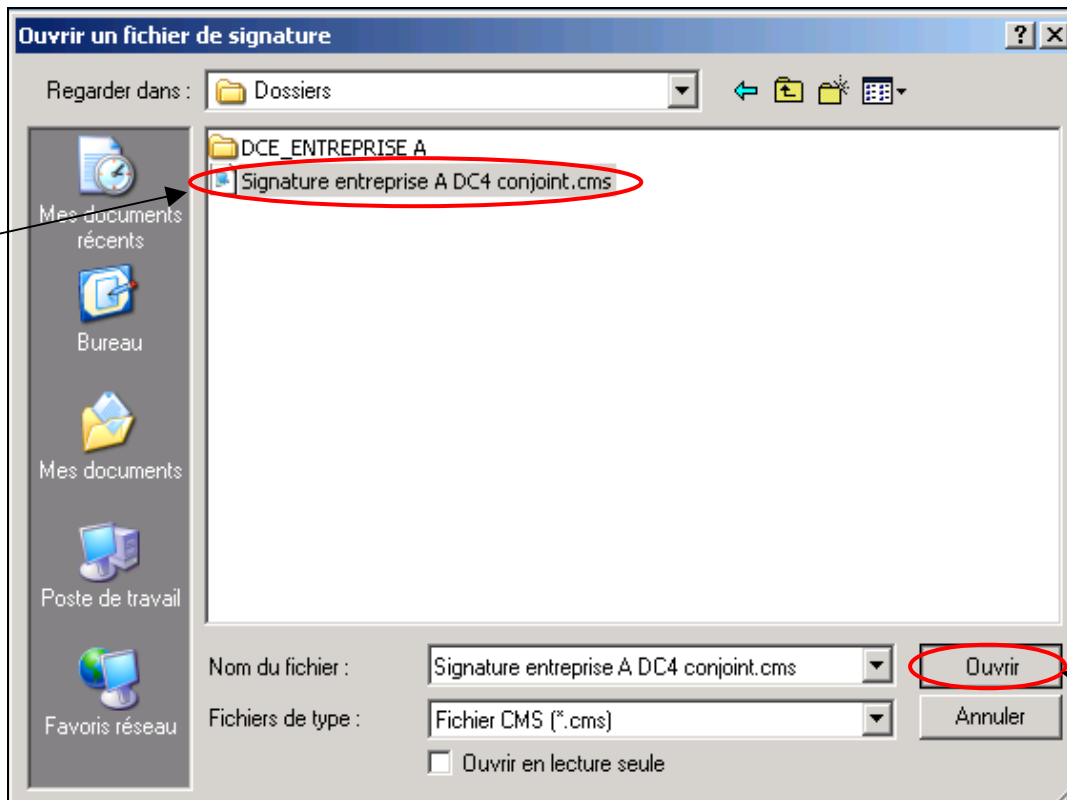 Ouvrir un fichier de signature
Regarder dans :
Dossiers
DCE_ENTREPRISE A
Signature entreprise A DC4 conjoint.cms
Mes documents
récents
Bureau
Mes documents
Poste de travail
Favoris réseau
Nom du fichier :
Signature entreprise A DC4 conjoint.cms
Ouvrir
Fichiers de type :
Fichier CMS (*.cms)
Annuler
Ouvrir en lecture seule